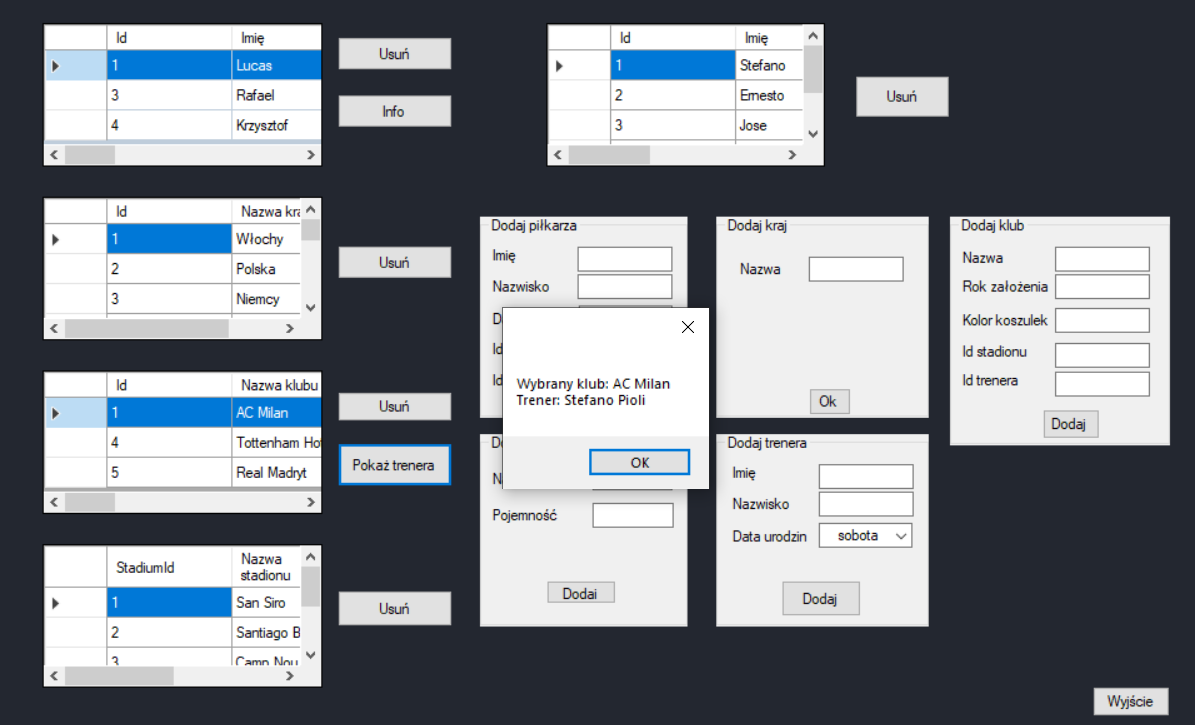 Id Imię
1 Lucas
3 Rafael
4 Krzysztof
Usuń
Info
Id Imię
1 Stefano
2 Ernesto
3 Jose
Usuń
Id Nazwa
1 Włochy
2 Polska
3 Niemcy
Usuń
Id Nazwa klubu
1 AC Milan
4 Tottenham
5 Real Madryt
Usuń
Pokaż trenera
StadiumId Nazwa
stadionu
1 San Siro
2 Santiago B
3 Camp Nou
Usuń
Dodaj piłkarza
Imię
Nazwisko
D
Id
Id
Dodaj kraj
Nazwa
Ok
Dodaj klub
Nazwa
Rok założenia
Kolor koszulek
Id stadionu
Id trenera
Dodaj
Wybrany klub: AC Milan
Trener: Stefano Pioli
OK
N
Pojemność
Dodaj
Dodaj trenera
Imię
Nazwisko
Data urodzin sobota
Dodaj
Wyjście